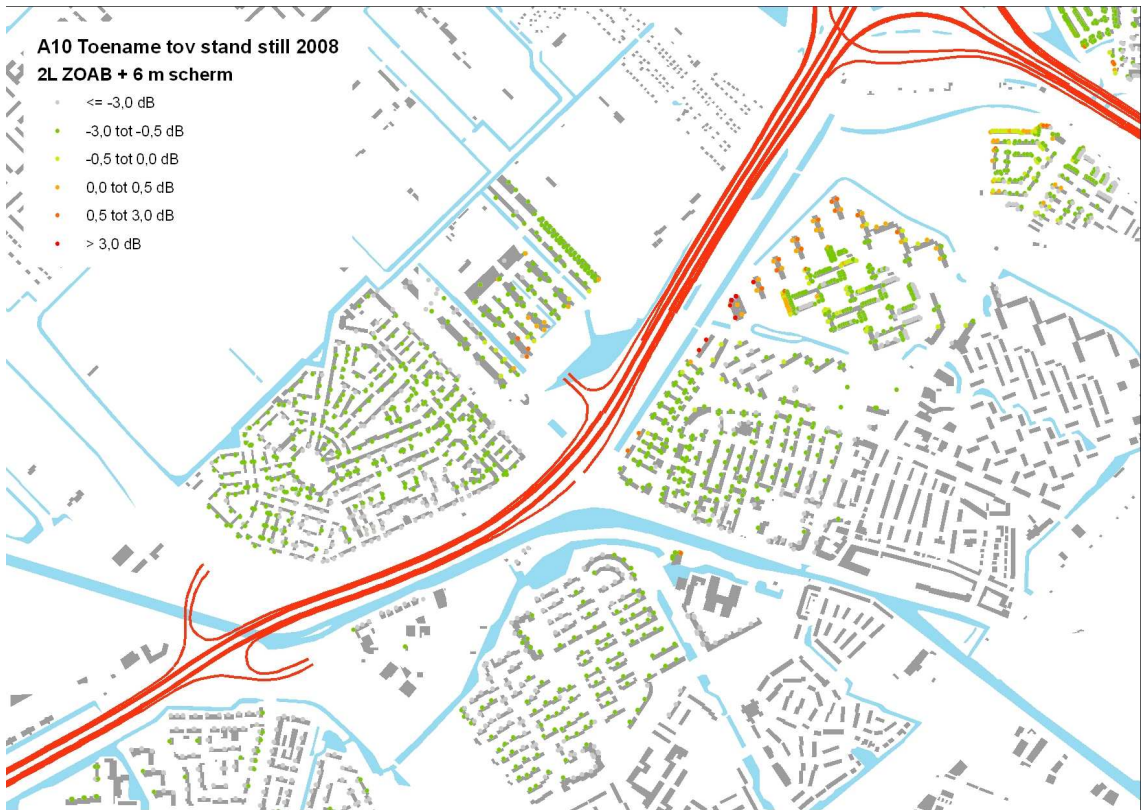 A10 Toename tov stand still 2008
2L ZOAB + 6 m scherm
<= -3,0 dB
-3,0 tot -0,5 dB
-0,5 tot 0,0 dB
0,0 tot 0,5 dB
0,5 tot 3,0 dB
> 3,0 dB